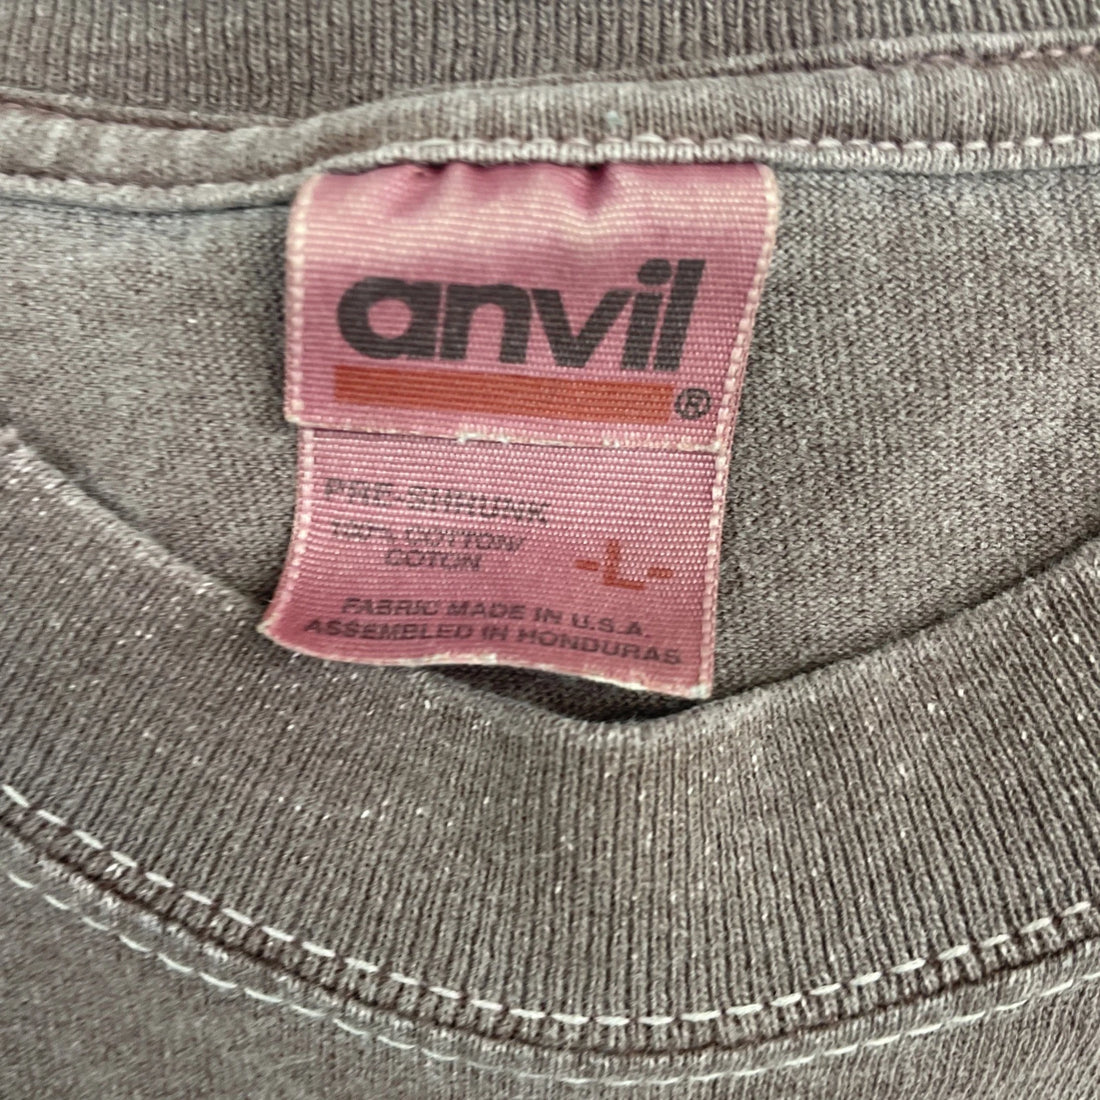 anvil
®
PRE-SHRUNK
100% COTTON/
COTON
-L-
FABRIC MADE IN U.S.A.
ASSEMBLED IN HONDURAS